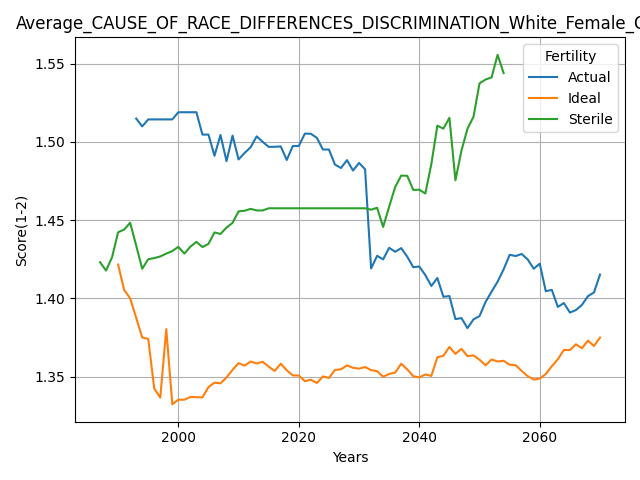 Average_CAUSE_OF_RACE_DIFFERENCES_DISCRIMINATION_White_Female_
Fertility
Actual
Ideal
Sterile
Score(1-2)
1.55
1.50
1.45
1.40
1.35
2000 2020 2040 2060
Years